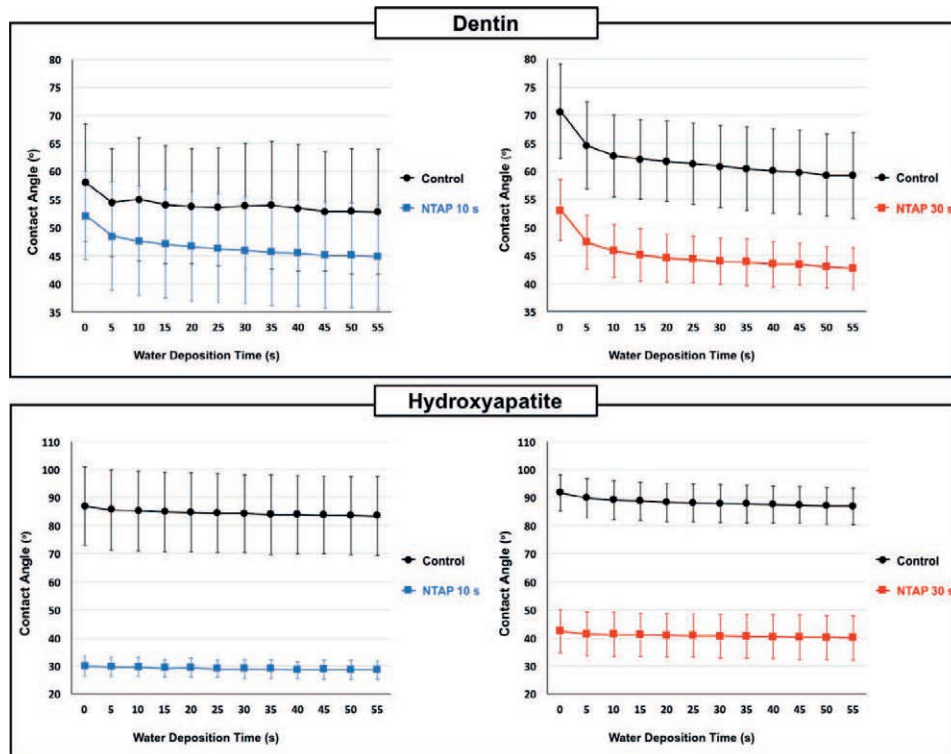 Dentin
80
75
70
65
60
55
50
45
40
35
Contact Angle (º)
0 5 10 15 20 25 30 35 40 45 50 55
Water Deposition Time (s)
Control
NTAP 10 s
80
75
70
65
60
55
50
45
40
35
Contact Angle (º)
0 5 10 15 20 25 30 35 40 45 50 55
Water Deposition Time (s)
Control
NTAP 30 s
Hydroxyapatite
110
100
90
80
70
60
50
40
30
20
Contact Angle (º)
0 5 10 15 20 25 30 35 40 45 50 55
Water Deposition Time (s)
Control
NTAP 10 s
110
100
90
80
70
60
50
40
30
20
Contact Angle (º)
0 5 10 15 20 25 30 35 40 45 50 55
Water Deposition Time (s)
Control
NTAP 30 s